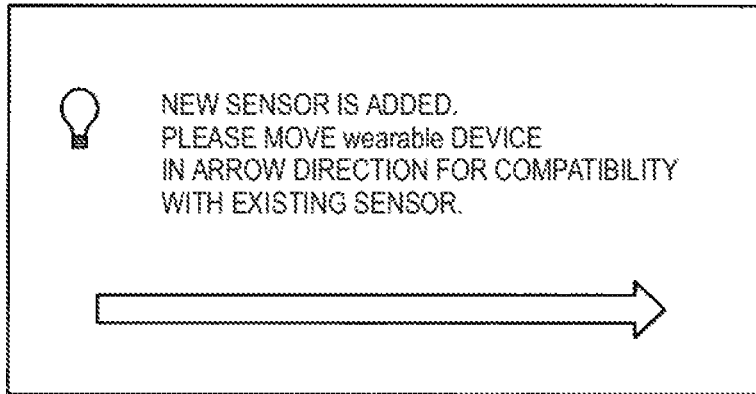 NEW SENSOR IS ADDED.
PLEASE MOVE wearable DEVICE
IN ARROW DIRECTION FOR COMPATIBILITY
WITH EXISTING SENSOR.